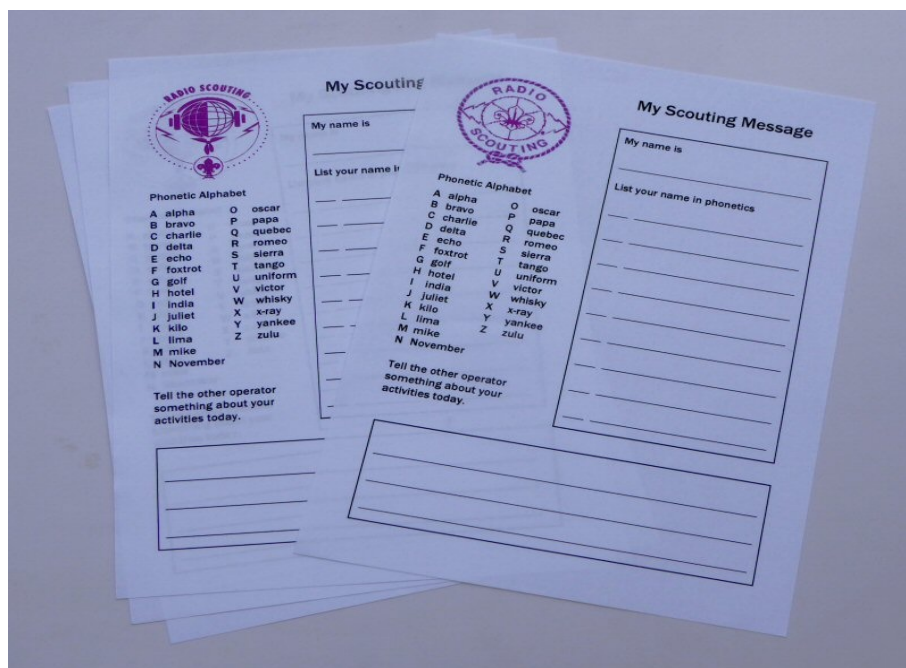 RADIO SCOUTING
My Scouting
My name is
List your name
Phonetic Alphabet
A alpha O oscar
B bravo P papa
C charlie Q quebec
D delta R romeo
E echo S sierra
F foxtrot T tango
G golf U uniform
H hotel V victor
I india W whisky
J juliet X x-ray
K kilo Y yankee
L lima Z zulu
M mike
N November
Tell the other operator
something about your
activities today.
RADIO
SCOUTING
My Scouting Message
My name is
List your name in phonetics
Phonetic Alphabet
A alpha O oscar
B bravo P papa
C charlie Q quebec
D delta R romeo
E echo S sierra
F foxtrot T tango
G golf U uniform
H hotel V victor
I india W whisky
J juliet X x-ray
K kilo Y yankee
L lima Z zulu
M mike
N November
Tell the other operator
something about your
activities today.